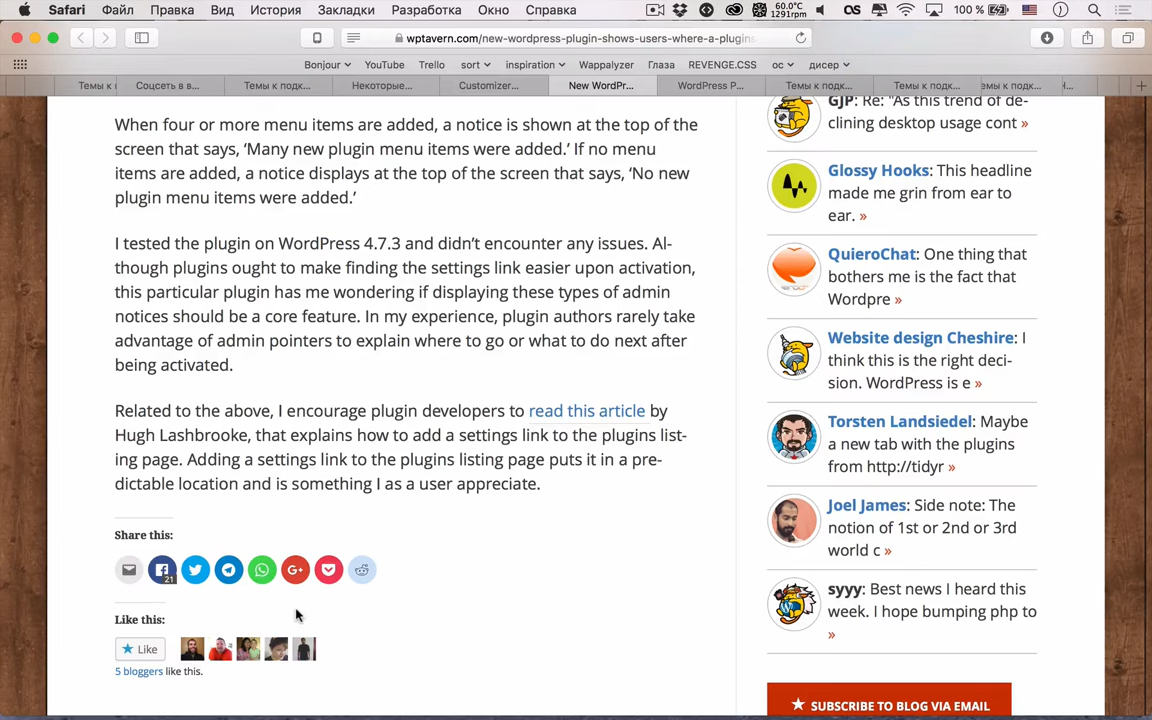 Safari Файл Правка Вид История Закладки Разработка Окно Справка 60.0°C 1291rpm 100 %
wptavern.com/new-wordpress-plugin-shows-users-where-a-plugins-
Bonjour YouTube Trello sort inspiration Wappalyzer Глаза REVENGE.CSS ос дисер
Темы к Соцсеть в в... Темы к подк... Некоторые... Customizer... New WordPr... WordPress P... Темы к подк... Темы к подк... емы к подк...
When four or more menu items are added, a notice is shown at the top of the
screen that says, ‘Many new plugin menu items were added.’ If no menu
items are added, a notice displays at the top of the screen that says, ‘No new
plugin menu items were added.’
I tested the plugin on WordPress 4.7.3 and didn’t encounter any issues. Al-
though plugins ought to make finding the settings link easier upon activation,
this particular plugin has me wondering if displaying these types of admin
notices should be a core feature. In my experience, plugin authors rarely take
advantage of admin pointers to explain where to go or what to do next after
being activated.
Related to the above, I encourage plugin developers to read this article by
Hugh Lashbrooke, that explains how to add a settings link to the plugins list-
ing page. Adding a settings link to the plugins listing page puts it in a pre-
dictable location and is something I as a user appreciate.
Share this:
21
Like this:
Like
5 bloggers like this.
GJP: Re: "As this trend of de-
clining desktop usage cont »
Glossy Hooks: This headline
made me grin from ear to
ear. »
QuieroChat: One thing that
bothers me is the fact that
Wordpre »
Website design Cheshire: I
think this is the right deci-
sion. WordPress is e »
Torsten Landsiedel: Maybe
a new tab with the plugins
from http://tidyr »
Joel James: Side note: The
notion of 1st or 2nd or 3rd
world c »
syyy: Best news I heard this
week. I hope bumping php to
»
SUBSCRIBE TO BLOG VIA EMAIL